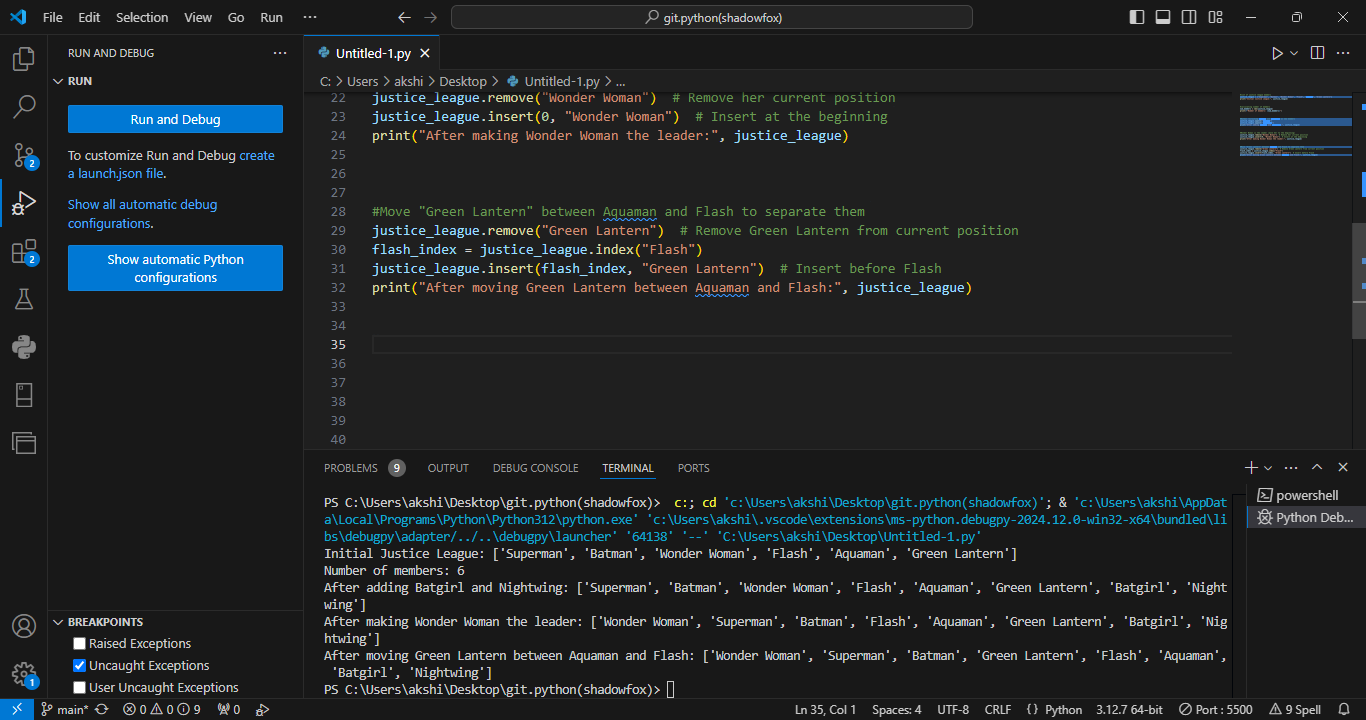 File Edit Selection View Go Run ··· git.python(shadowfox)
RUN AND DEBUG ···
RUN
Run and Debug
To customize Run and Debug create
a launch.json file.
Show all automatic debug
configurations.
Show automatic Python
configurations
2
2
1
BREAKPOINTS
Raised Exceptions
Uncaught Exceptions
User Uncaught Exceptions
Untitled-1.py
C: > Users > akshi > Desktop > Untitled-1.py > ...
22 justice_league.remove("Wonder Woman")  # Remove her current position
23 justice_league.insert(0, "Wonder Woman")  # Insert at the beginning
24 print("After making Wonder Woman the leader:", justice_league)
25
26
27
28 #Move "Green Lantern" between Aquaman and Flash to separate them
29 justice_league.remove("Green Lantern")  # Remove Green Lantern from current position
30 flash_index = justice_league.index("Flash")
31 justice_league.insert(flash_index, "Green Lantern")  # Insert before Flash
32 print("After moving Green Lantern between Aquaman and Flash:", justice_league)
33
34
35
36
37
38
39
40
PROBLEMS 9 OUTPUT DEBUG CONSOLE TERMINAL PORTS
PS C:\Users\akshi\Desktop\git.python(shadowfox)>  c:; cd 'c:\Users\akshi\Desktop\git.python(shadowfox)'; & 'c:\Users\akshi\AppDat
a\Local\Programs\Python\Python312\python.exe' 'c:\Users\akshi\.vscode\extensions\ms-python.debugpy-2024.12.0-win32-x64\bundled\li
bs\debugpy\adapter/../..\debugpy\launcher' '64138' '--' 'C:\Users\akshi\Desktop\Untitled-1.py'
Initial Justice League: ['Superman', 'Batman', 'Wonder Woman', 'Flash', 'Aquaman', 'Green Lantern']
Number of members: 6
After adding Batgirl and Nightwing: ['Superman', 'Batman', 'Wonder Woman', 'Flash', 'Aquaman', 'Green Lantern', 'Batgirl', 'Night
wing']
After making Wonder Woman the leader: ['Wonder Woman', 'Superman', 'Batman', 'Flash', 'Aquaman', 'Green Lantern', 'Batgirl', 'Nig
htwing']
After moving Green Lantern between Aquaman and Flash: ['Wonder Woman', 'Superman', 'Batman', 'Green Lantern', 'Flash', 'Aquaman',
 'Batgirl', 'Nightwing']
PS C:\Users\akshi\Desktop\git.python(shadowfox)>
powershell
Python Deb...
main* 0 0 9 0 Ln 35, Col 1 Spaces: 4 UTF-8 CRLF {} Python 3.12.7 64-bit Port : 5500 9 Spell